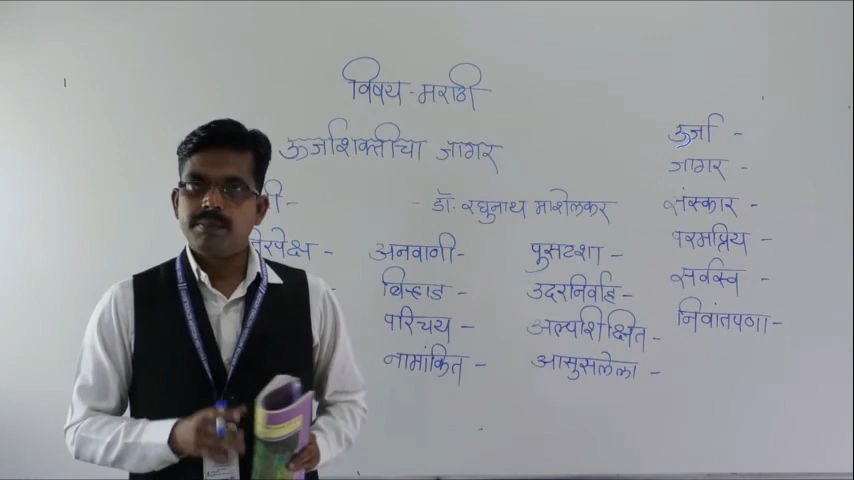 विषय - मराठी
ऊर्जाशक्तीचा जागर
- डॉ. रघुनाथ माशेलकर
ऊर्जा -
जागर -
संस्कार -
परमप्रिय -
सर्वस्व -
निवांतपणा -
अनवाणी -
बिऱ्हाड -
परिचय -
नामांकित -
पुसटशा -
उदरनिर्वाह -
अल्पशिक्षित -
आसुसलेला -